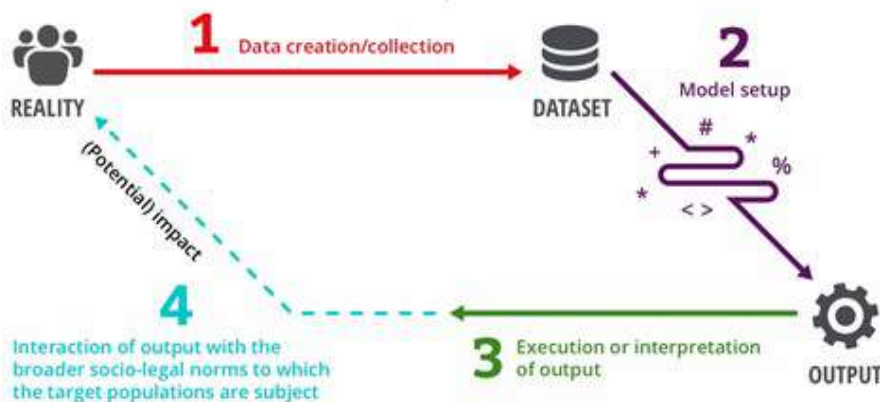 1 Data creation/collection
REALITY
DATASET
2
Model setup
#
*
+
%
*
< >
(Potential) impact
4
Interaction of output with the
broader socio-legal norms to which
the target populations are subject
3 Execution or interpretation
of output
OUTPUT